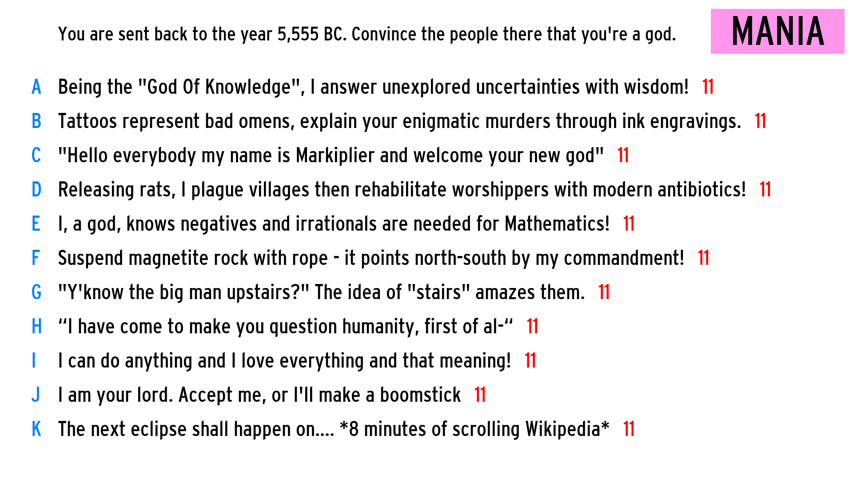 You are sent back to the year 5,555 BC. Convince the people there that you're a god.
MANIA
A Being the "God Of Knowledge", I answer unexplored uncertainties with wisdom! 11
B Tattoos represent bad omens, explain your enigmatic murders through ink engravings. 11
C "Hello everybody my name is Markiplier and welcome your new god" 11
D Releasing rats, I plague villages then rehabilitate worshippers with modern antibiotics! 11
E I, a god, knows negatives and irrationals are needed for Mathematics! 11
F Suspend magnetite rock with rope - it points north-south by my commandment! 11
G "Y'know the big man upstairs?" The idea of "stairs" amazes them. 11
H “I have come to make you question humanity, first of al-“ 11
I I can do anything and I love everything and that meaning! 11
J I am your lord. Accept me, or I'll make a boomstick 11
K The next eclipse shall happen on.... *8 minutes of scrolling Wikipedia* 11